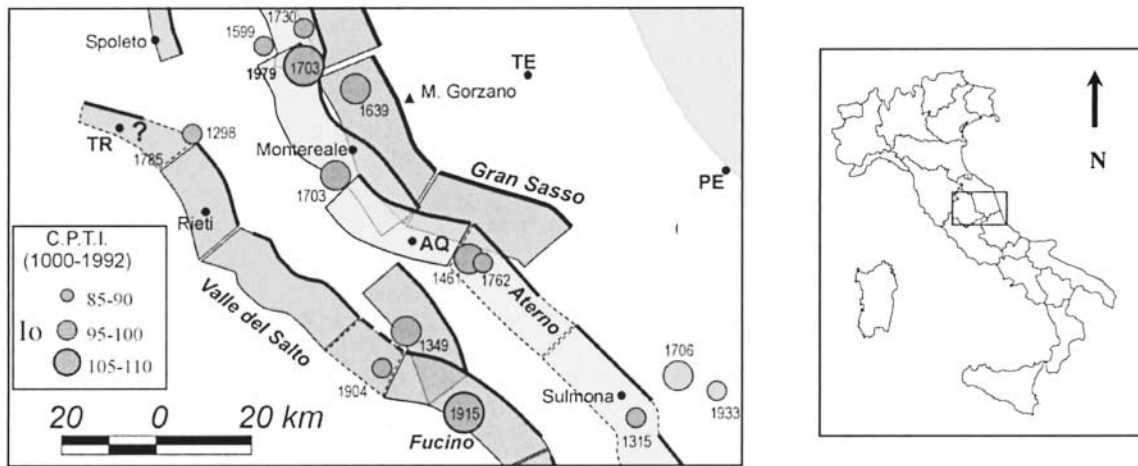 1730
Spoleto
1599
1979
1703
TE
M. Gorzano
1639
?
1298
TR
1785
Montereale
1703
Gran Sasso
PE
Rieti
AQ
C.P.T.I.
(1000-1992)
85-90
Io
95-100
105-110
1461
1762
Aterno
Valle del Salto
1349
1904
1706
1933
Sulmona
1315
1915
Fucino
20 0 20 km
N